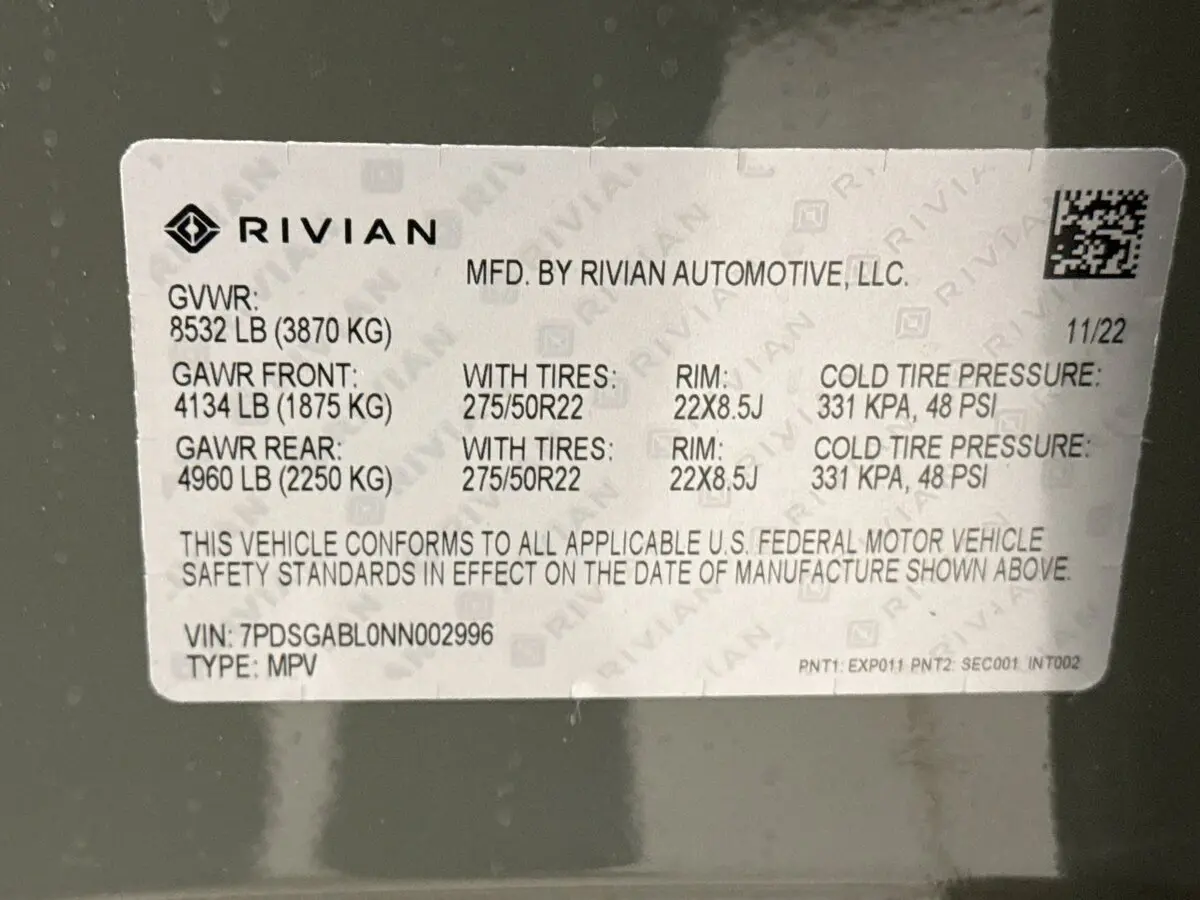 RIVIAN
MFD. BY RIVIAN AUTOMOTIVE, LLC.
GVWR:
8532 LB (3870 KG)
11/22
GAWR FRONT: WITH TIRES: RIM: COLD TIRE PRESSURE:
4134 LB (1875 KG) 275/50R22 22X8.5J 331 KPA, 48 PSI
GAWR REAR: WITH TIRES: RIM: COLD TIRE PRESSURE:
4960 LB (2250 KG) 275/50R22 22X8.5J 331 KPA, 48 PSI
THIS VEHICLE CONFORMS TO ALL APPLICABLE U.S. FEDERAL MOTOR VEHICLE
SAFETY STANDARDS IN EFFECT ON THE DATE OF MANUFACTURE SHOWN ABOVE.
VIN: 7PDSGABL0NN002996
TYPE: MPV
PNT1: EXP011 PNT2: SEC001 INT002